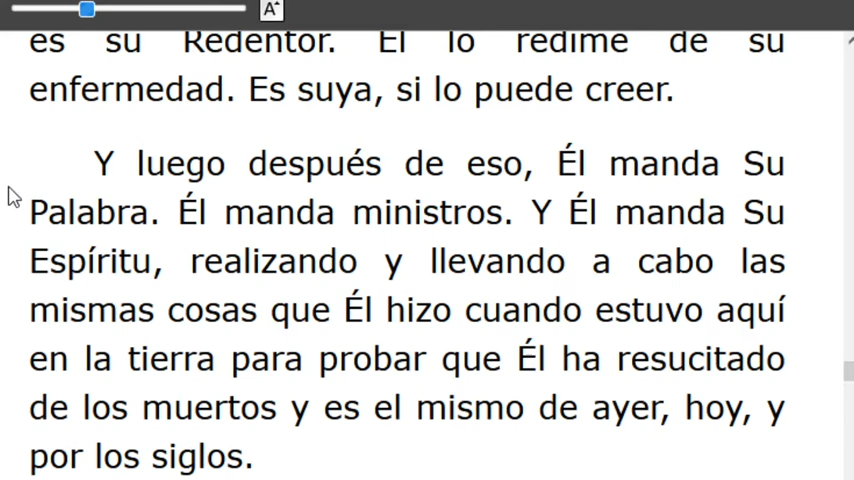 A
es su Redentor. Él lo redime de su
enfermedad. Es suya, si lo puede creer.
Y luego después de eso, Él manda Su
Palabra. Él manda ministros. Y Él manda Su
Espíritu, realizando y llevando a cabo las
mismas cosas que Él hizo cuando estuvo aquí
en la tierra para probar que Él ha resucitado
de los muertos y es el mismo de ayer, hoy, y
por los siglos.